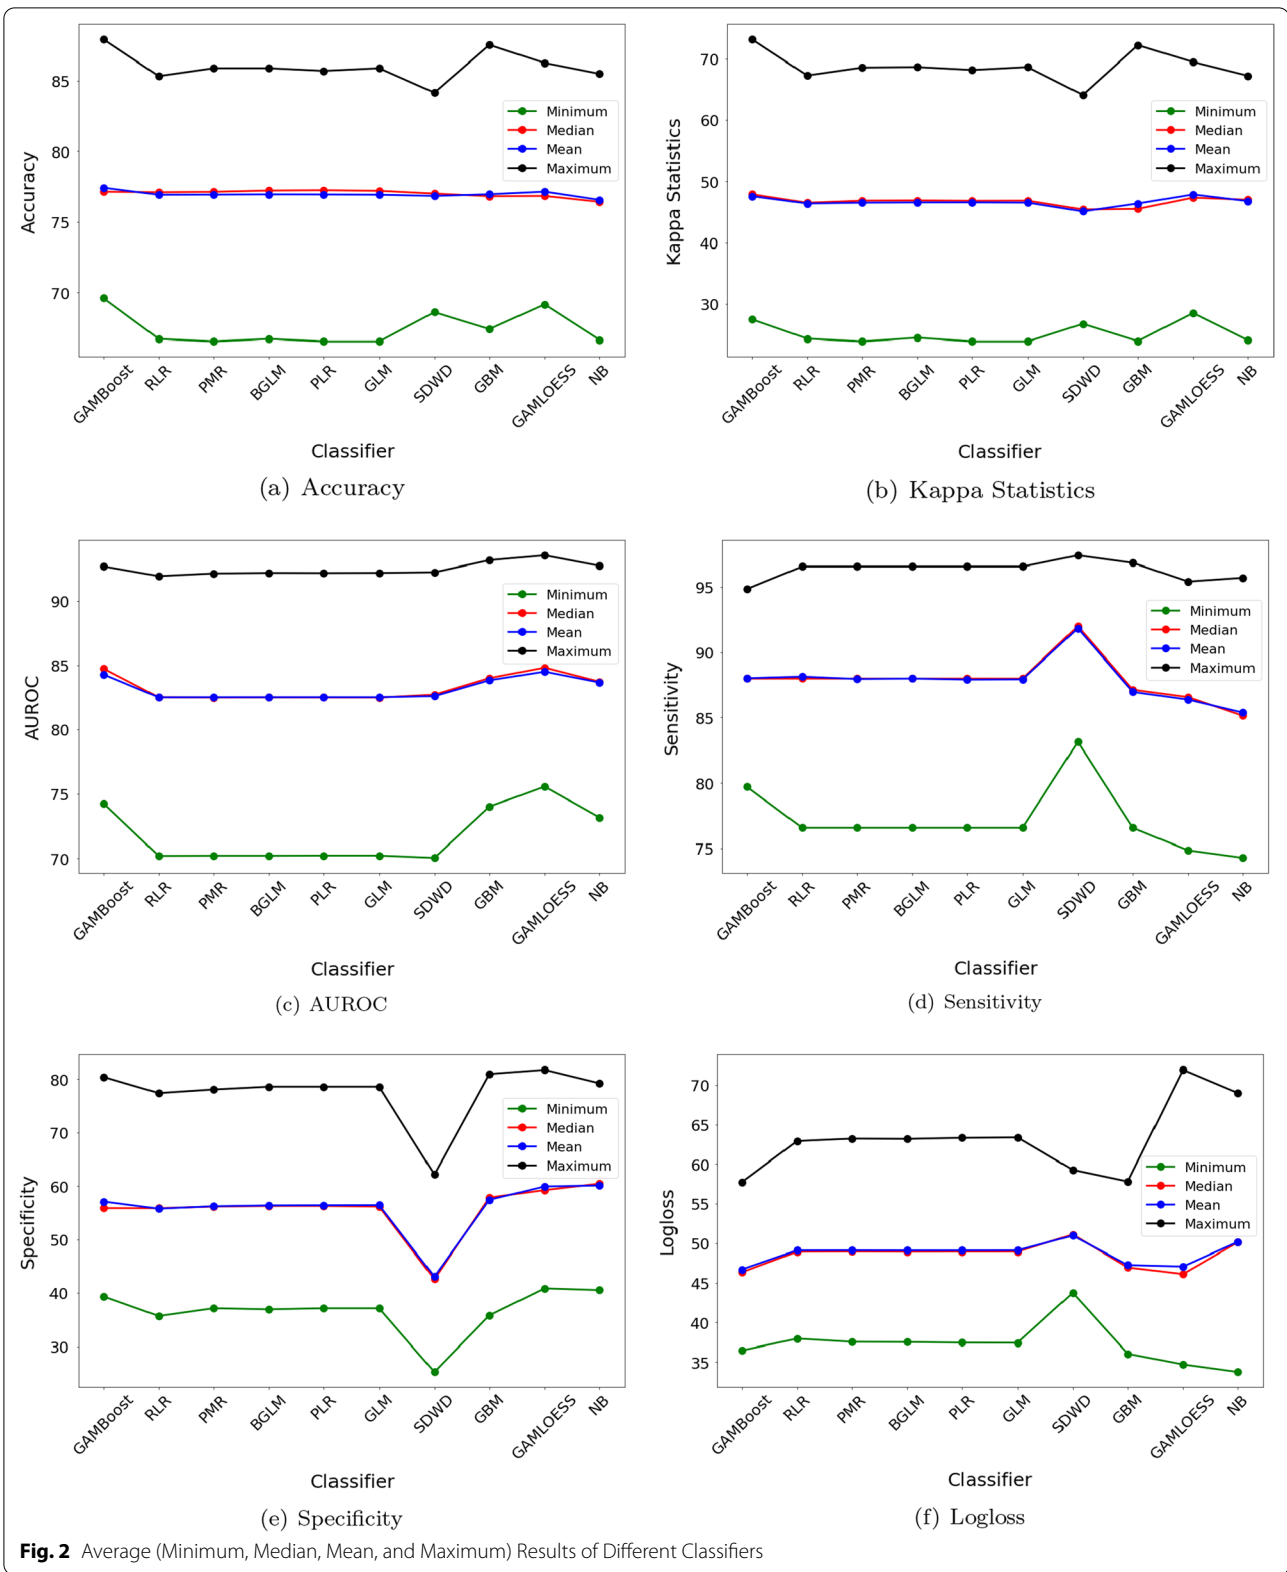 85
80
75
70
Accuracy
Minimum
Median
Mean
Maximum
GAMBoost
RLR
PMR
BGLM
PLR
GLM
SDWD
GBM
GAMLOESS
NB
Classifier
(a) Accuracy
70
60
50
40
30
Kappa Statistics
Minimum
Median
Mean
Maximum
GAMBoost
RLR
PMR
BGLM
PLR
GLM
SDWD
GBM
GAMLOESS
NB
Classifier
(b) Kappa Statistics
90
85
80
75
70
AUROC
Minimum
Median
Mean
Maximum
GAMBoost
RLR
PMR
BGLM
PLR
GLM
SDWD
GBM
GAMLOESS
NB
Classifier
(c) AUROC
95
90
85
80
75
Sensitivity
Minimum
Median
Mean
Maximum
GAMBoost
RLR
PMR
BGLM
PLR
GLM
SDWD
GBM
GAMLOESS
NB
Classifier
(d) Sensitivity
80
70
60
50
40
30
Specificity
Minimum
Median
Mean
Maximum
GAMBoost
RLR
PMR
BGLM
PLR
GLM
SDWD
GBM
GAMLOESS
NB
Classifier
(e) Specificity
70
65
60
55
50
45
40
35
Logloss
Minimum
Median
Mean
Maximum
GAMBoost
RLR
PMR
BGLM
PLR
GLM
SDWD
GBM
GAMLOESS
NB
Classifier
(f) Logloss
Fig. 2 Average (Minimum, Median, Mean, and Maximum) Results of Different Classifiers